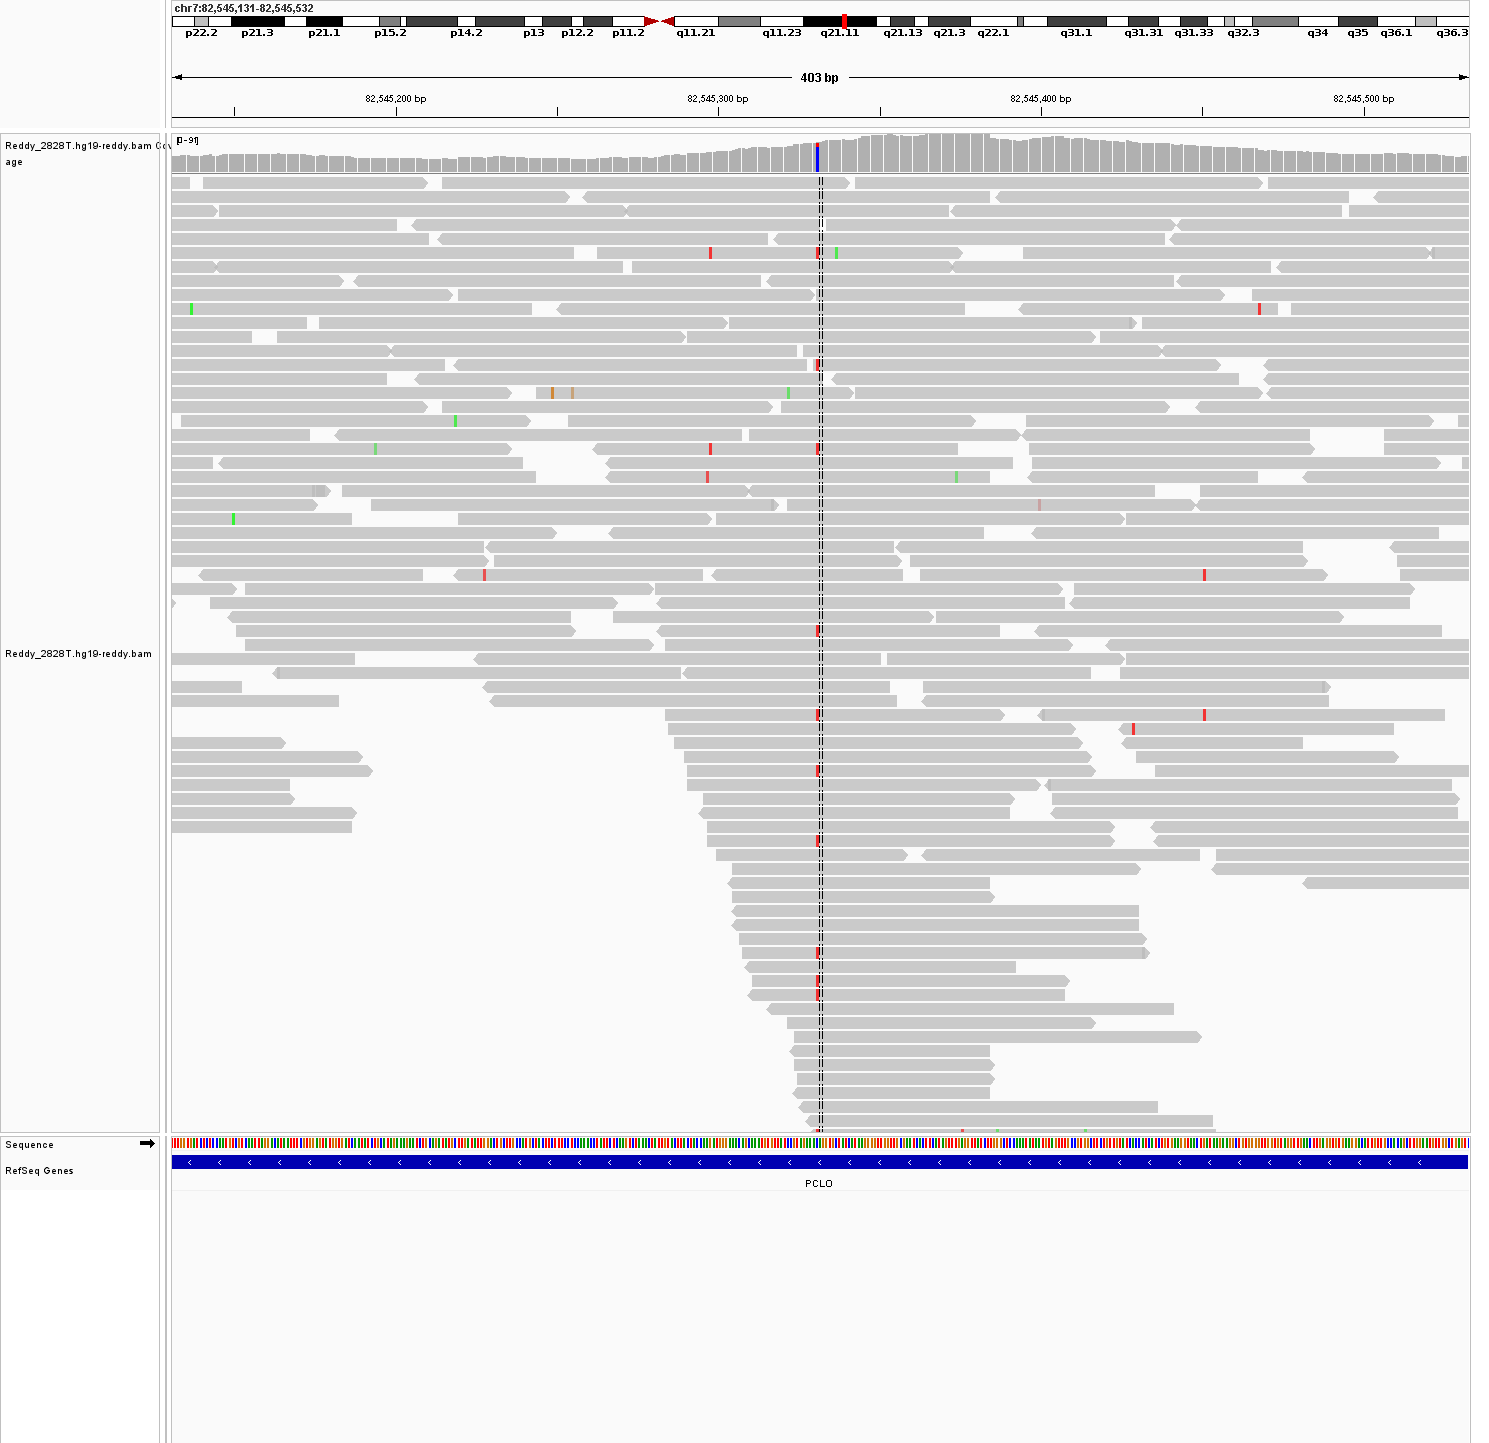 chr7:82,545,131-82,545,532
p22.2 p21.3 p21.1 p15.2 p14.2 p13 p12.2 p11.2 q11.21 q11.23 q21.11 q21.13 q21.3 q22.1 q31.1 q31.31 q31.33 q32.3 q34 q35 q36.1 q36.3
403 bp
82,545,200 bp 82,545,300 bp 82,545,400 bp 82,545,500 bp
[0-91]
Reddy_2828T.hg19-reddy.bam Cov
age
Reddy_2828T.hg19-reddy.bam
Sequence
RefSeq Genes
PCLO